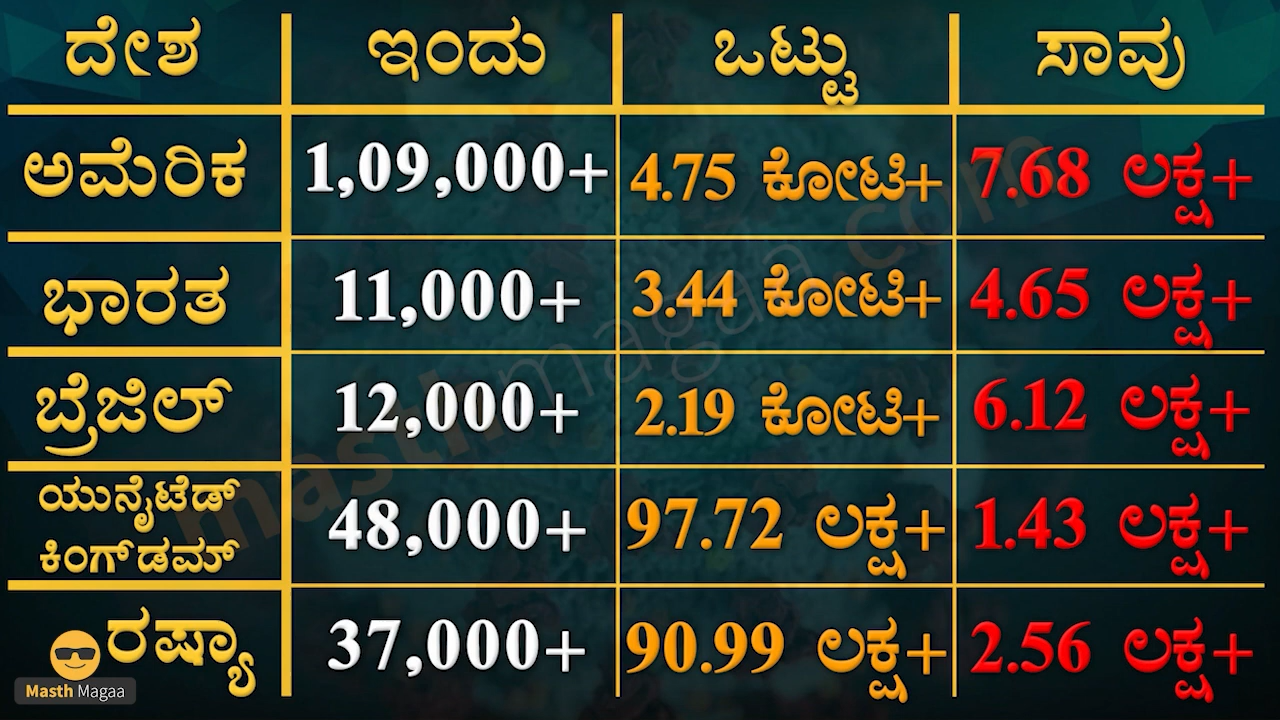 ದೇಶ ಇಂದು ಒಟ್ಟು ಸಾವು
ಅಮೆರಿಕ 1,09,000+ 4.75 ಕೋಟಿ+ 7.68 ಲಕ್ಷ+
ಭಾರತ 11,000+ 3.44 ಕೋಟಿ+ 4.65 ಲಕ್ಷ+
ಬ್ರೆಜಿಲ್ 12,000+ 2.19 ಕೋಟಿ+ 6.12 ಲಕ್ಷ+
ಯುನೈಟೆಡ್
ಕಿಂಗ್‌ಡಮ್ 48,000+ 97.72 ಲಕ್ಷ+ 1.43 ಲಕ್ಷ+
ರಷ್ಯಾ 37,000+ 90.99 ಲಕ್ಷ+ 2.56 ಲಕ್ಷ+
masthmagaa.com
Masth Magaa